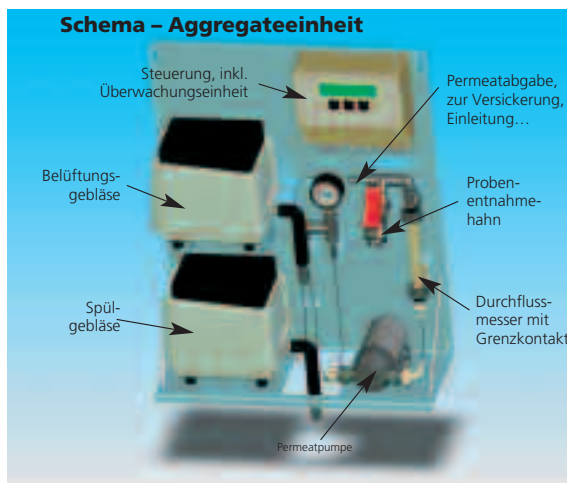 Schema – Aggregateeinheit
Steuerung, inkl.
Überwachungseinheit
Permeatabgabe,
zur Versickerung,
Einleitung…
Belüftungs-
gebläse
Proben-
entnahme-
hahn
Spül-
gebläse
Durchfluss-
messer mit
Grenzkontakt
Permeatpumpe